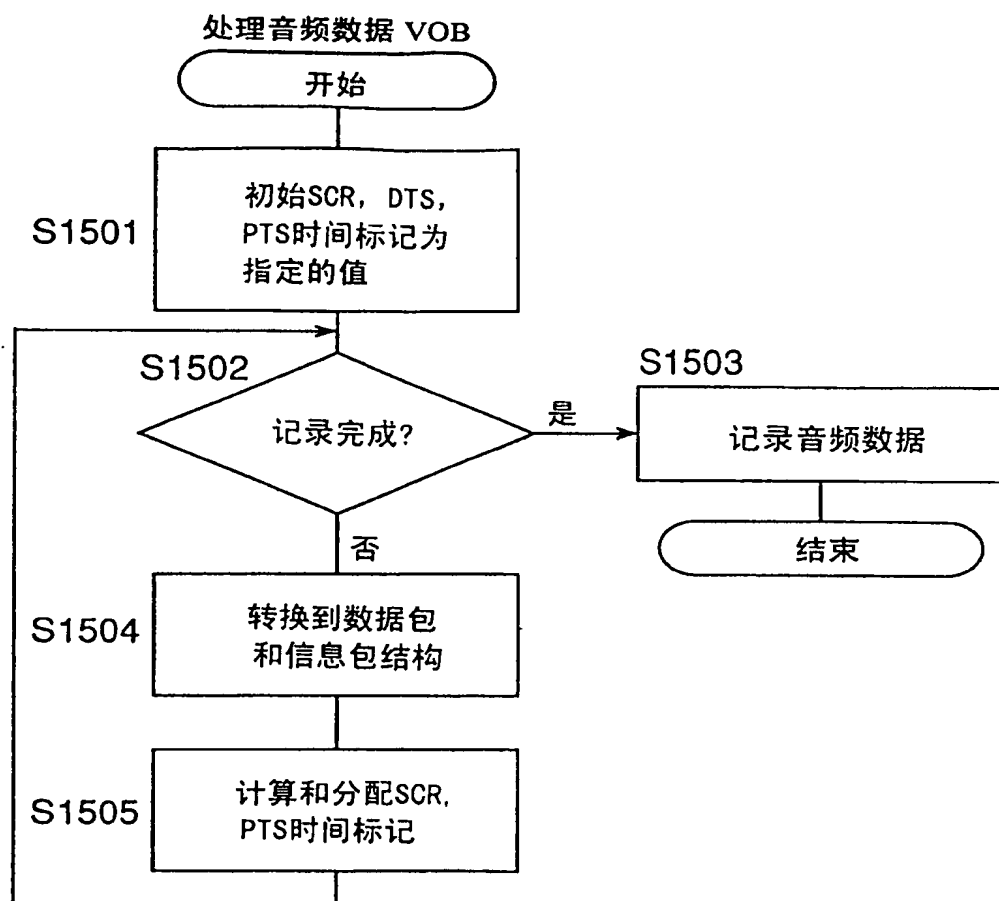 处理音频数据 VOB
开始
S1501
初始SCR, DTS,
PTS时间标记为
指定的值
S1502
记录完成?
是
S1503
记录音频数据
结束
否
S1504
转换到数据包
和信息包结构
S1505
计算和分配SCR,
PTS时间标记